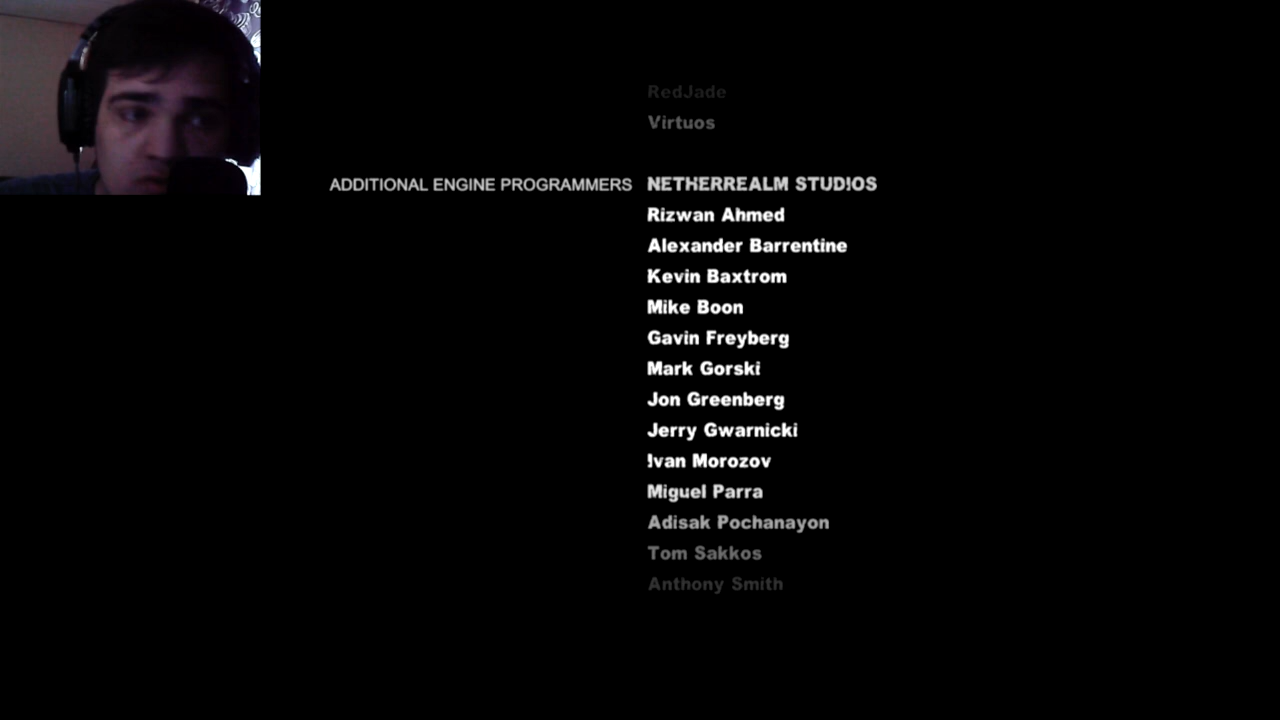 RedJade
Virtuos
ADDITIONAL ENGINE PROGRAMMERS NETHERREALM STUDIOS
Rizwan Ahmed
Alexander Barrentine
Kevin Baxtrom
Mike Boon
Gavin Freyberg
Mark Gorski
Jon Greenberg
Jerry Gwarnicki
Ivan Morozov
Miguel Parra
Adisak Pochanayon
Tom Sakkos
Anthony Smith